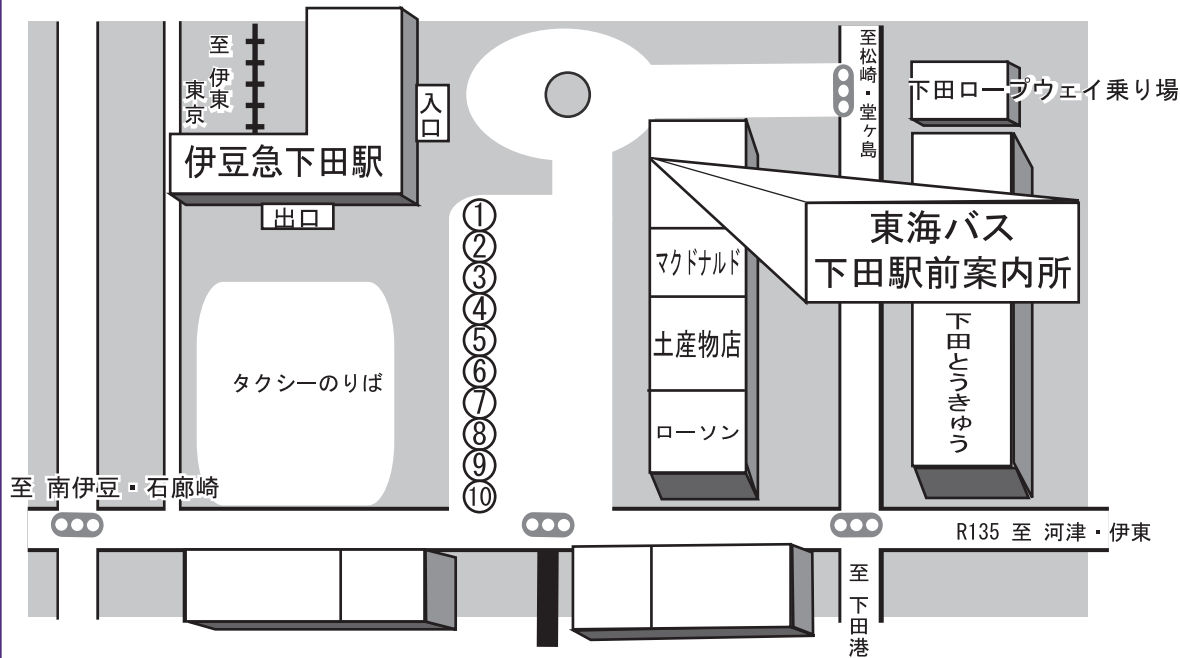 至 伊東
東京
伊豆急下田駅
入口
出口
至松崎・堂ヶ島
下田ロープウェイ乗り場
東海バス
下田駅前案内所
マクドナルド
土産物店
ローソン
下田とうきゅう
①
②
③
④
⑤
⑥
⑦
⑧
⑨
⑩
タクシーのりば
至 南伊豆・石廊崎
R135 至 河津・伊東
至 下田港